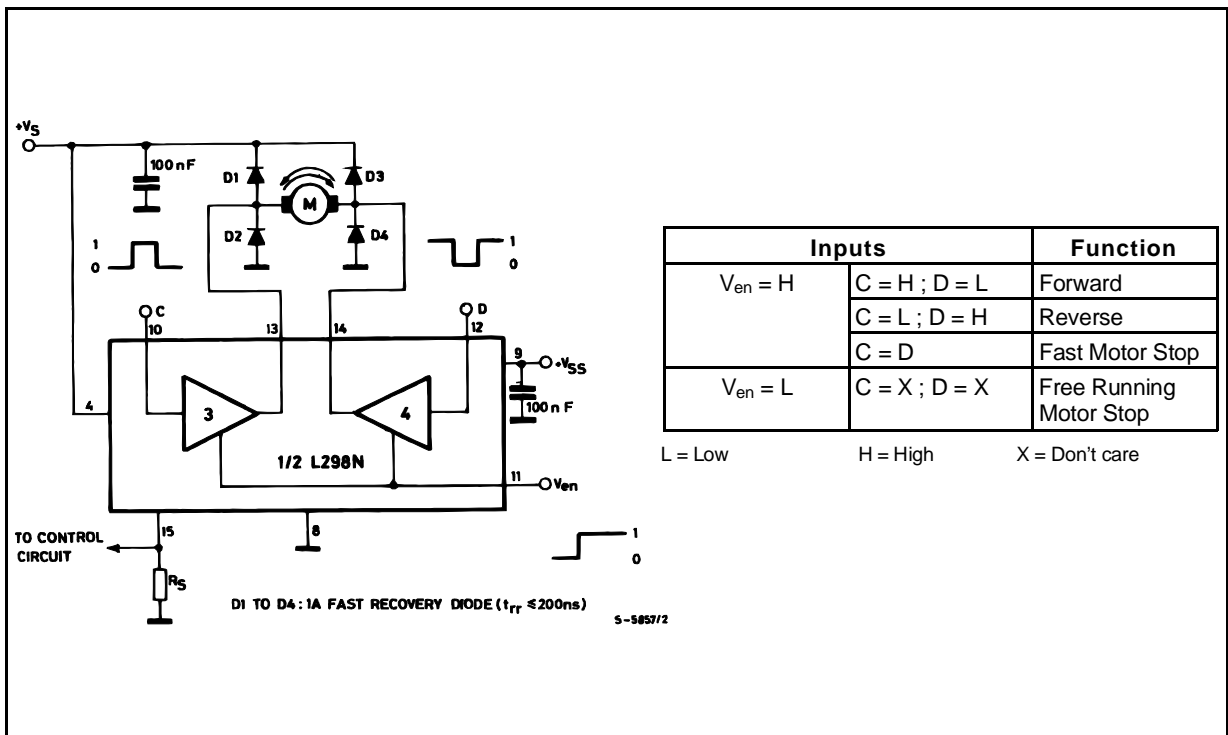 +VS
100nF
D1
D3
M
D2
D4
1
0
1
0
C
D
10
13
14
12
9
+VSS
100nF
4
3
4
1/2 L298N
11
Ven
15
8
TO CONTROL
CIRCUIT
RS
1
0
D1 TO D4 : 1A FAST RECOVERY DIODE (trr ≤ 200ns)
S-5857/2
Inputs Function
Ven = H C = H ; D = L Forward
C = L ; D = H Reverse
C = D Fast Motor Stop
Ven = L C = X ; D = X Free Running
Motor Stop
L = Low H = High X = Don't care